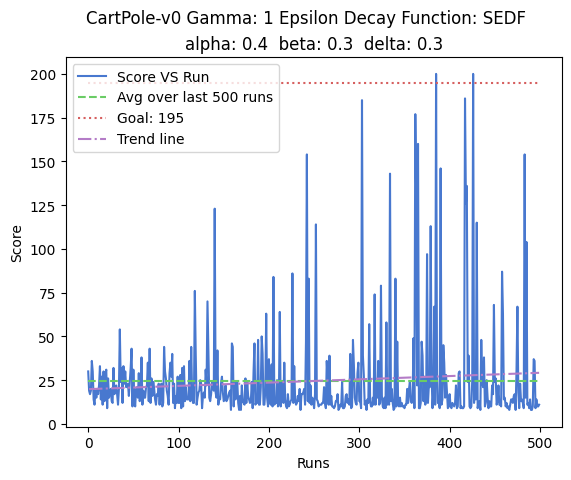 CartPole-v0 Gamma: 1 Epsilon Decay Function: SEDF
alpha: 0.4 beta: 0.3 delta: 0.3
Score VS Run
Avg over last 500 runs
Goal: 195
Trend line
200
175
150
125
100
75
50
25
0
Score
0 100 200 300 400 500
Runs